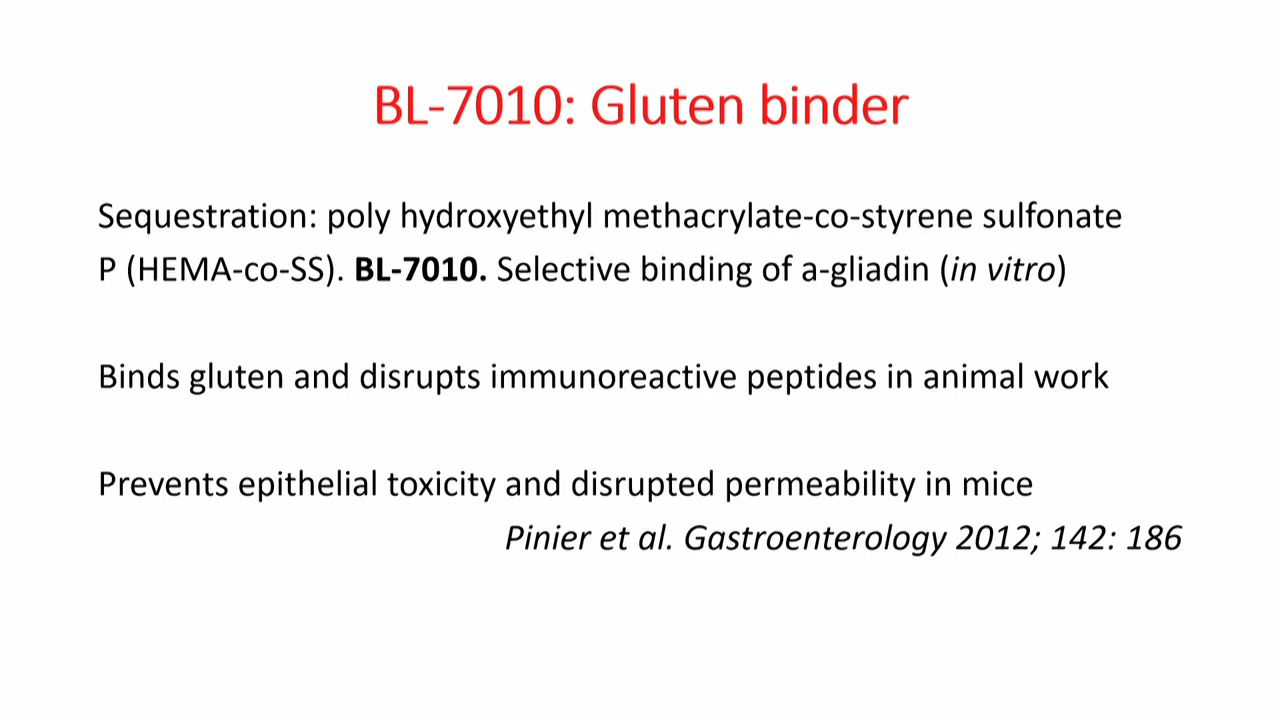 BL-7010: Gluten binder
Sequestration: poly hydroxyethyl methacrylate-co-styrene sulfonate
P (HEMA-co-SS). BL-7010. Selective binding of a-gliadin (in vitro)
Binds gluten and disrupts immunoreactive peptides in animal work
Prevents epithelial toxicity and disrupted permeability in mice
Pinier et al. Gastroenterology 2012; 142: 186